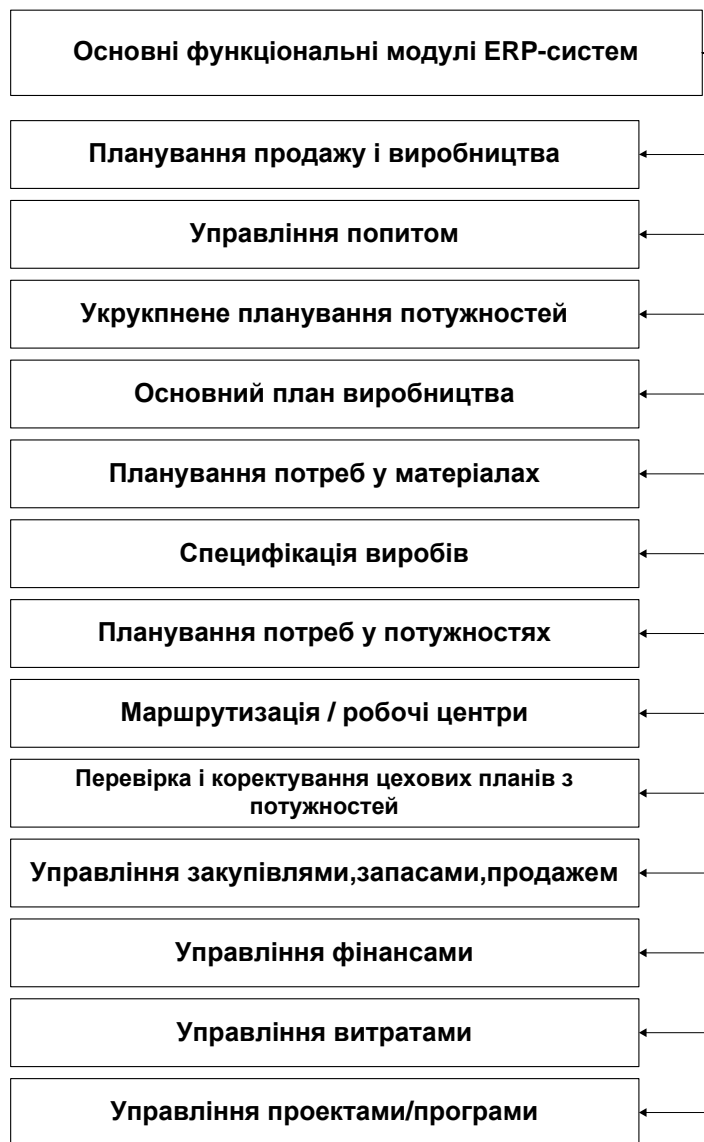 Основні функціональні модулі ERP-систем
Планування продажу і виробництва
Управління попитом
Укрукпнене планування потужностей
Основний план виробництва
Планування потреб у матеріалах
Специфікація виробів
Планування потреб у потужностях
Маршрутизація / робочі центри
Перевірка і коректування цехових планів з
потужностей
Управління закупівлями,запасами,продажем
Управління фінансами
Управління витратами
Управління проектами/програми